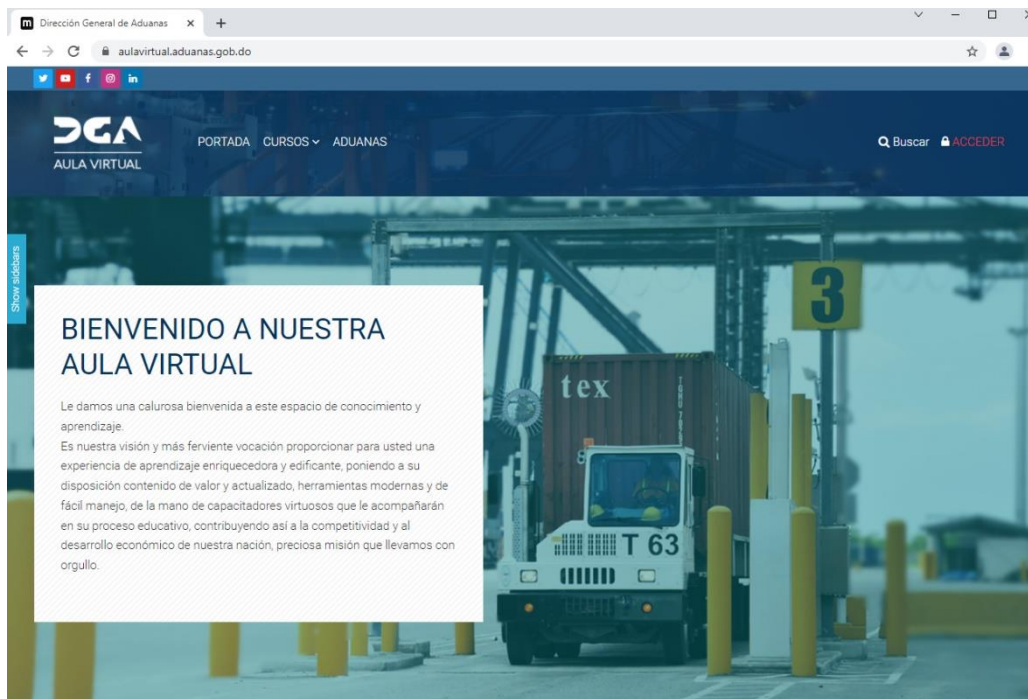 Dirección General de Aduanas
aulavirtual.aduanas.gob.do
DGA
AULA VIRTUAL
PORTADA CURSOS ADUANAS
Buscar ACCEDER
Show sidebars
3
BIENVENIDO A NUESTRA
AULA VIRTUAL
Le damos una calurosa bienvenida a este espacio de conocimiento y
aprendizaje.
Es nuestra visión y más ferviente vocación proporcionar para usted una
experiencia de aprendizaje enriquecedora y edificante, poniendo a su
disposición contenido de valor y actualizado, herramientas modernas y de
fácil manejo, de la mano de capacitadores virtuosos que le acompañarán
en su proceso educativo, contribuyendo así a la competitividad y al
desarrollo económico de nuestra nación, preciosa misión que llevamos con
orgullo.
tex
T 63